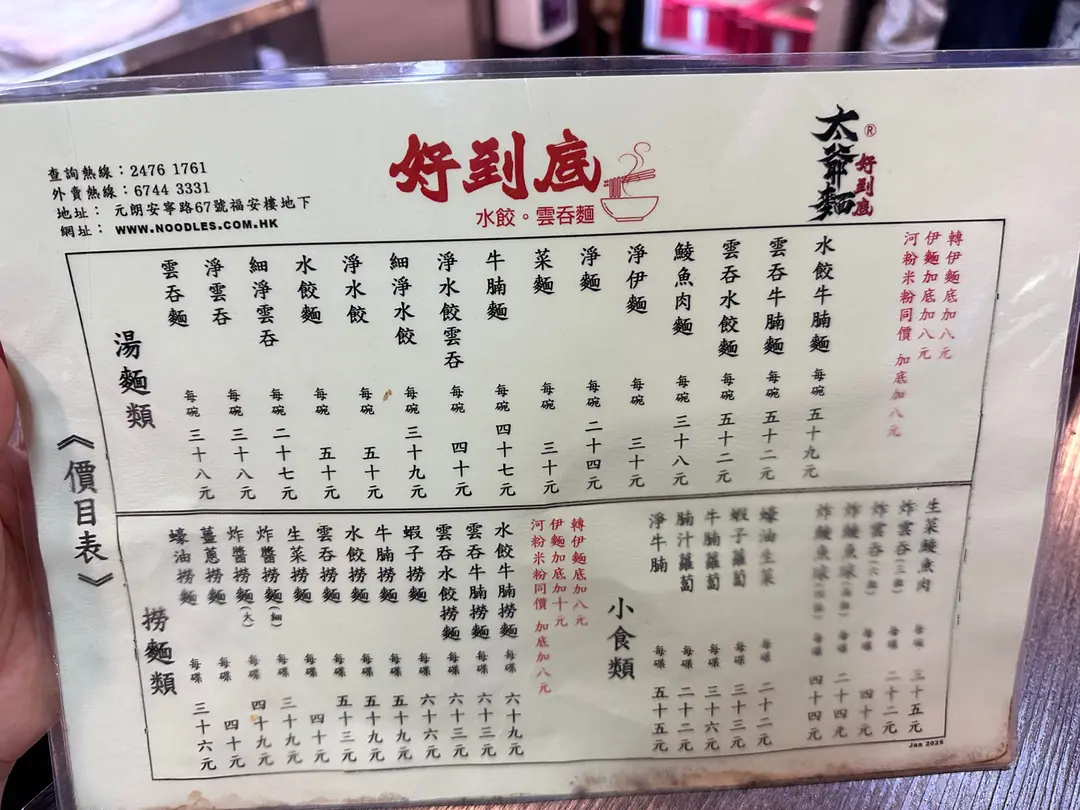 查詢熱線：2476 1761
外賣熱線：6744 3331
地址： 元朗安寧路67號福安樓地下
網址： WWW.NOODLES.COM.HK
好到底
水餃。雲吞麵
太爺麵®
好到底
《價目表》
轉伊麵底加八元
伊麵加底加八元
河粉米粉同價 加底加八元
水餃牛腩麵 每碗 五十九元
雲吞牛腩麵 每碗 五十二元
雲吞水餃麵 每碗 五十二元
鯪魚肉麵 每碗 三十八元
淨伊麵 每碗 三十元
淨麵 每碗 二十四元
菜麵 每碗 三十元
牛腩麵 每碗 四十七元
淨水餃雲吞 每碗 四十元
細淨水餃 每碗 三十九元
淨水餃 每碗 五十元
水餃麵 每碗 五十元
細淨雲吞 每碗 二十七元
淨雲吞 每碗 三十八元
雲吞麵 每碗 三十八元
湯麵類
生菜鯪魚肉 每碟 三十五元
炸雲吞(三個) 每碟 二十二元
炸雲吞(六個) 每碟 四十元
炸鯪魚球 每碟 二十四元
炸鯪魚球 每碟 四十四元
蠔油生菜 每碟 二十二元
蝦子蘿蔔 每碟 三十三元
牛腩蘿蔔 每碟 三十六元
腩汁蘿蔔 每碟 二十二元
淨牛腩 每碟 五十五元
小食類
轉伊麵底加八元
伊麵加底加十元
河粉米粉同價 加底加八元
水餃牛腩撈麵 每碟 六十九元
雲吞牛腩撈麵 每碟 六十三元
雲吞水餃撈麵 每碟 六十三元
蝦子撈麵 每碟 六十六元
牛腩撈麵 每碟 五十九元
水餃撈麵 每碟 五十九元
雲吞撈麵 每碟 五十三元
生菜撈麵 每碟 四十元
炸醬撈麵(細) 每碟 三十九元
炸醬撈麵(大) 每碟 四十九元
薑蔥撈麵 每碟 四十元
蠔油撈麵 每碟 三十六元
撈麵類
Jan 2025